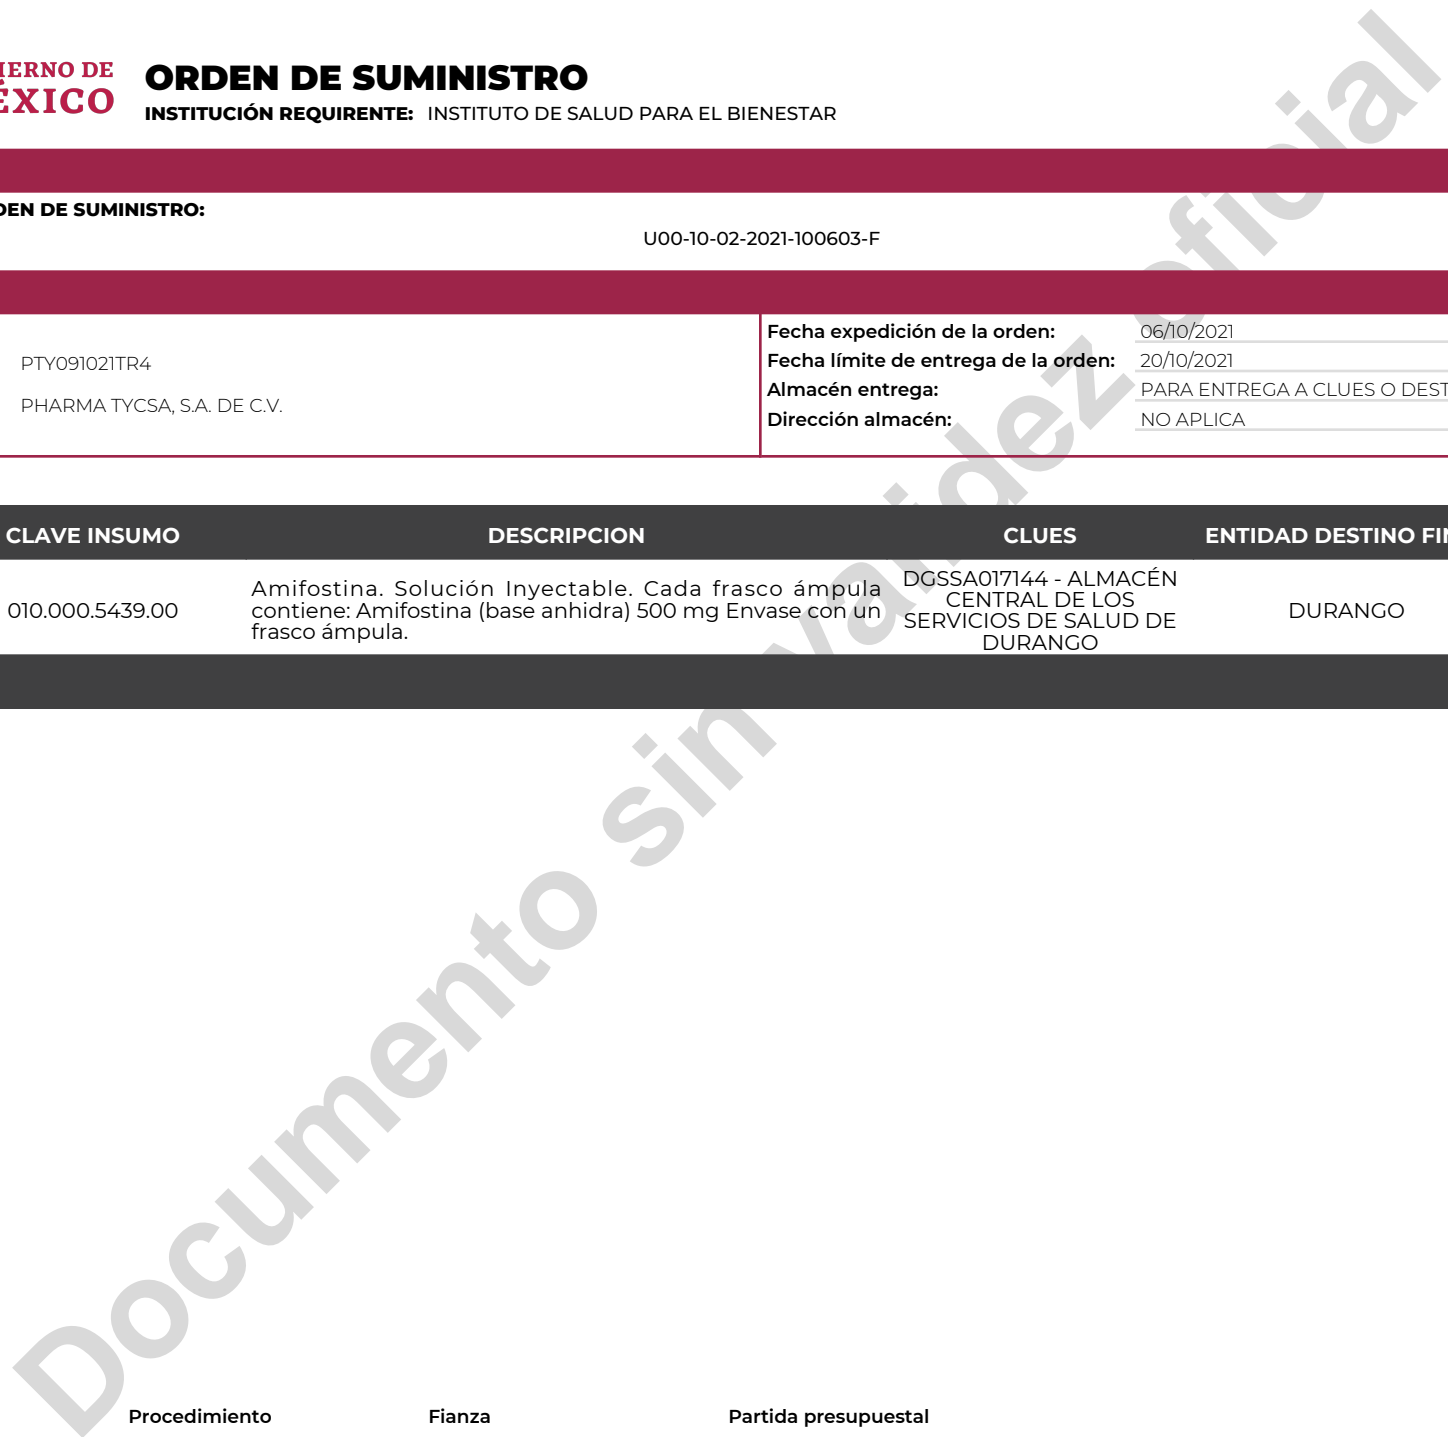 IERNO DE
ÉXICO
ORDEN DE SUMINISTRO
INSTITUCIÓN REQUIRENTE: INSTITUTO DE SALUD PARA EL BIENESTAR
DEN DE SUMINISTRO:
U00-10-02-2021-100603-F
PTY091021TR4
PHARMA TYCSA, S.A. DE C.V.
Fecha expedición de la orden: 06/10/2021
Fecha límite de entrega de la orden: 20/10/2021
Almacén entrega: PARA ENTREGA A CLUES O DEST
Dirección almacén: NO APLICA
CLAVE INSUMO DESCRIPCION CLUES ENTIDAD DESTINO FIN
010.000.5439.00
Amifostina. Solución Inyectable. Cada frasco ámpula
contiene: Amifostina (base anhidra) 500 mg Envase con un
frasco ámpula.
DGSSA017144 - ALMACÉN
CENTRAL DE LOS
SERVICIOS DE SALUD DE
DURANGO
DURANGO
Documento sin validez oficial
Procedimiento Fianza Partida presupuestal